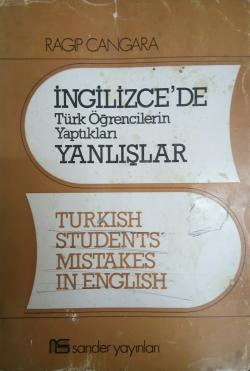 RAGIP CANGARA
İNGİLİZCE'DE
Türk Öğrencilerin
Yaptıkları
YANLIŞLAR
TURKISH
STUDENTS'
MISTAKES
IN ENGLISH
sander yayınları